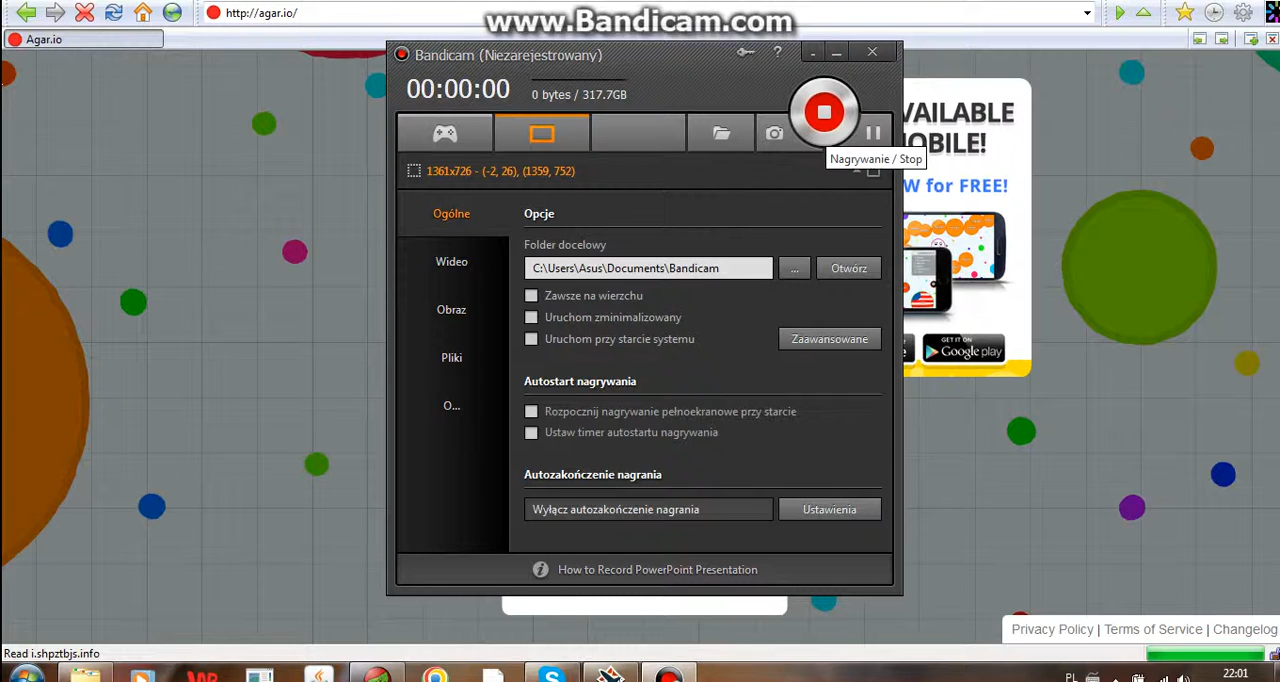 www.Bandicam.com
http://agar.io/
Agar.io
Bandicam (Niezarejestrowany)
00:00:00
0 bytes / 317.7GB
Nagrywanie / Stop
1361x726 - (-2, 26), (1359, 752)
Ogólne
Wideo
Obraz
Pliki
O...
Opcje
Folder docelowy
C:\Users\Asus\Documents\Bandicam
...
Otwórz
Zawsze na wierzchu
Uruchom zminimalizowany
Uruchom przy starcie systemu
Zaawansowane
Autostart nagrywania
Rozpocznij nagrywanie pełnoekranowe przy starcie
Ustaw timer autostartu nagrywania
Autozakończenie nagrania
Wyłącz autozakończenie nagrania
Ustawienia
How to Record PowerPoint Presentation
VAILABLE
OBILE!
W for FREE!
GET IT ON
Google play
Privacy Policy | Terms of Service | Changelog
Read i.shpztbjs.info
PL
22:01